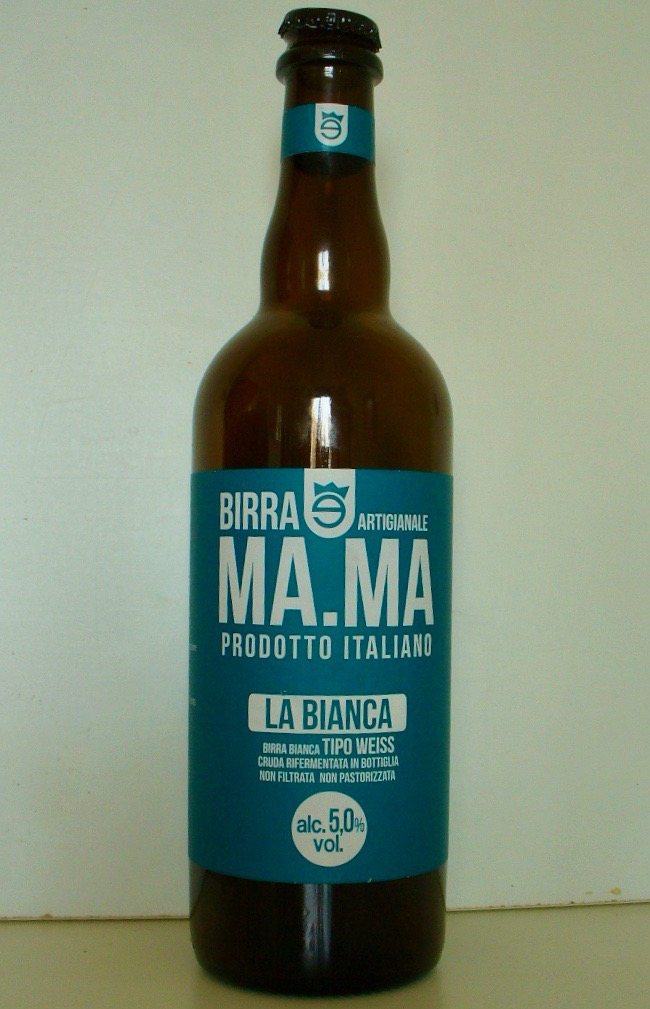 BIRRA ARTIGIANALE
MA.MA
PRODOTTO ITALIANO
LA BIANCA
BIRRA BIANCA TIPO WEISS
CRUDA RIFERMENTATA IN BOTTIGLIA
NON FILTRATA NON PASTORIZZATA
alc. 5,0%
vol.